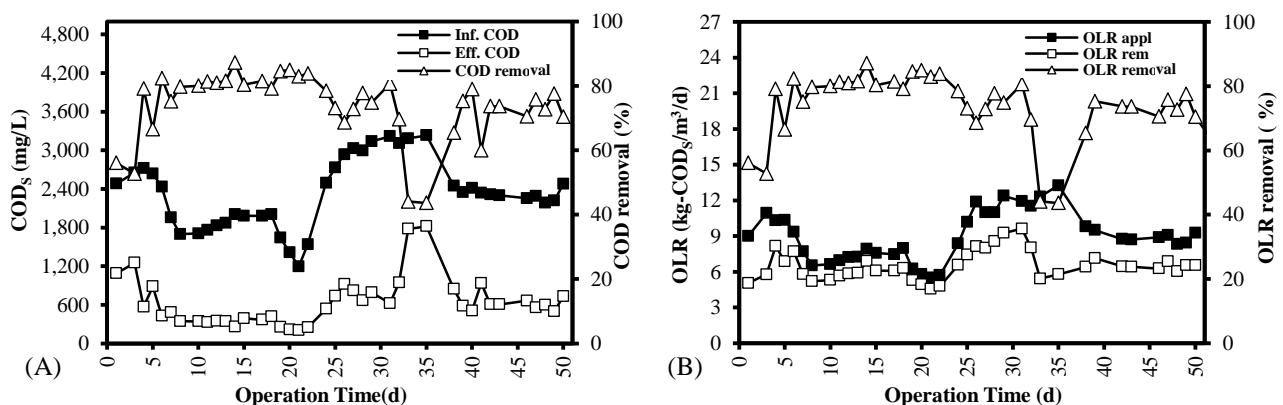 4,800
4,200
3,600
3,000
2,400
1,800
1,200
600
0
COD_S (mg/L)
Inf. COD
Eff. COD
COD removal
100
80
60
40
20
0
COD removal ( %)
0 5 10 15 20 25 30 35 40 45 50
Operation Time(d)
(A)
27
24
21
18
15
12
9
6
3
0
OLR (kg-COD_S/m³/d)
OLR appl
OLR rem
OLR removal
100
80
60
40
20
0
OLR removal ( %)
0 5 10 15 20 25 30 35 40 45 50
Operation Time (d)
(B)